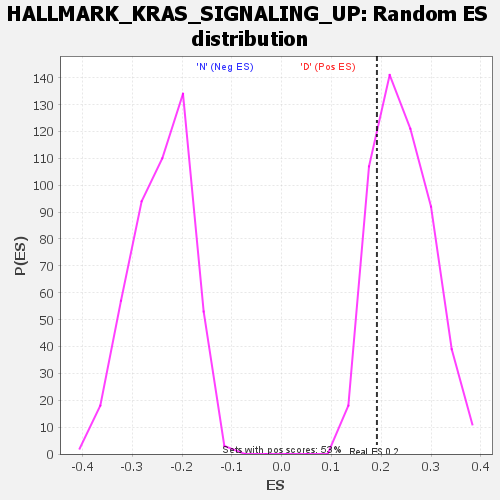 HALLMARK_KRAS_SIGNALING_UP: Random ES
distribution
'N' (Neg ES)
'D' (Pos ES)
140
130
120
110
100
90
80
70
60
50
40
30
20
10
0
P(ES)
Sets with pos scores: 53%
Real ES 0.2
-0.4 -0.3 -0.2 -0.1 0.0 0.1 0.2 0.3 0.4
ES